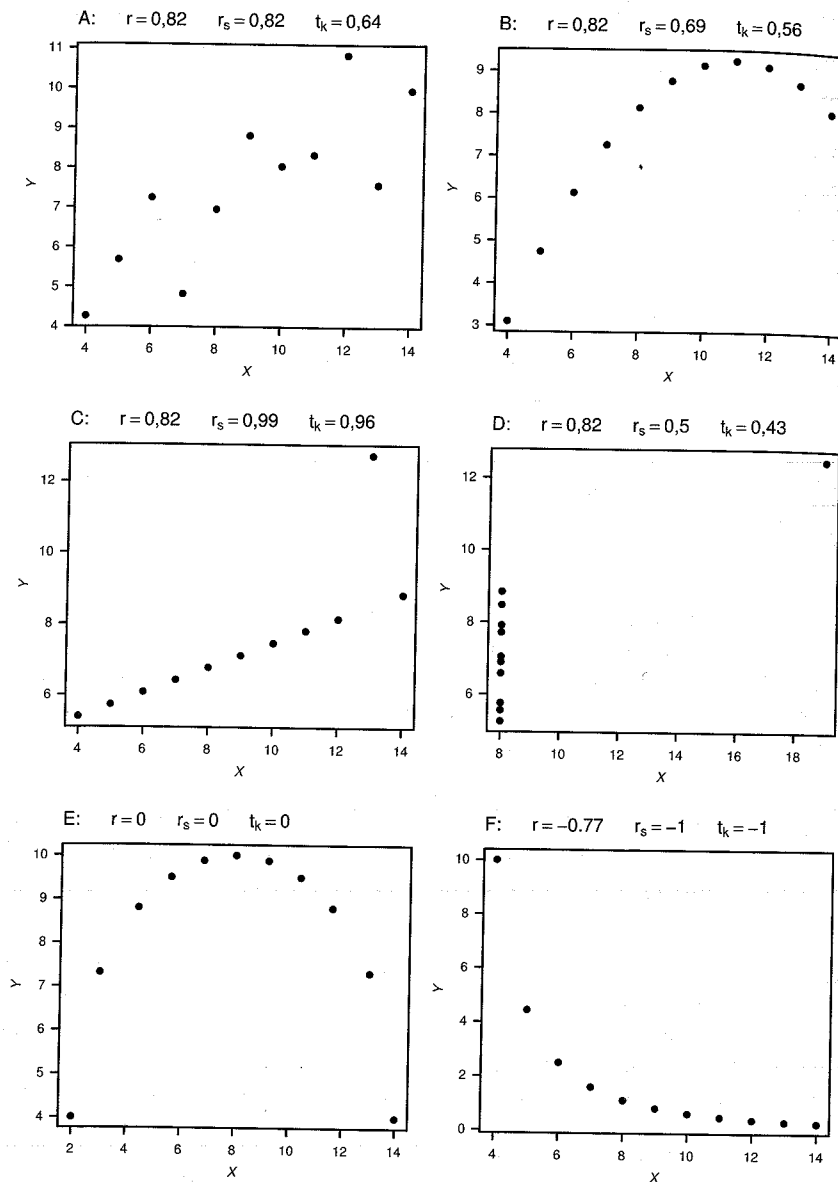 A: r = 0,82 r_s = 0,82 t_k = 0,64
11
10
9
8
7
6
5
4
Y
4 6 8 10 12 14
X
B: r = 0,82 r_s = 0,69 t_k = 0,56
9
8
7
6
5
4
3
Y
4 6 8 10 12 14
X
C: r = 0,82 r_s = 0,99 t_k = 0,96
12
10
8
6
Y
4 6 8 10 12 14
X
D: r = 0,82 r_s = 0,5 t_k = 0,43
12
10
8
6
Y
8 10 12 14 16 18
X
E: r = 0 r_s = 0 t_k = 0
10
9
8
7
6
5
4
Y
2 4 6 8 10 12 14
X
F: r = −0.77 r_s = −1 t_k = −1
10
8
6
4
2
0
Y
4 6 8 10 12 14
X